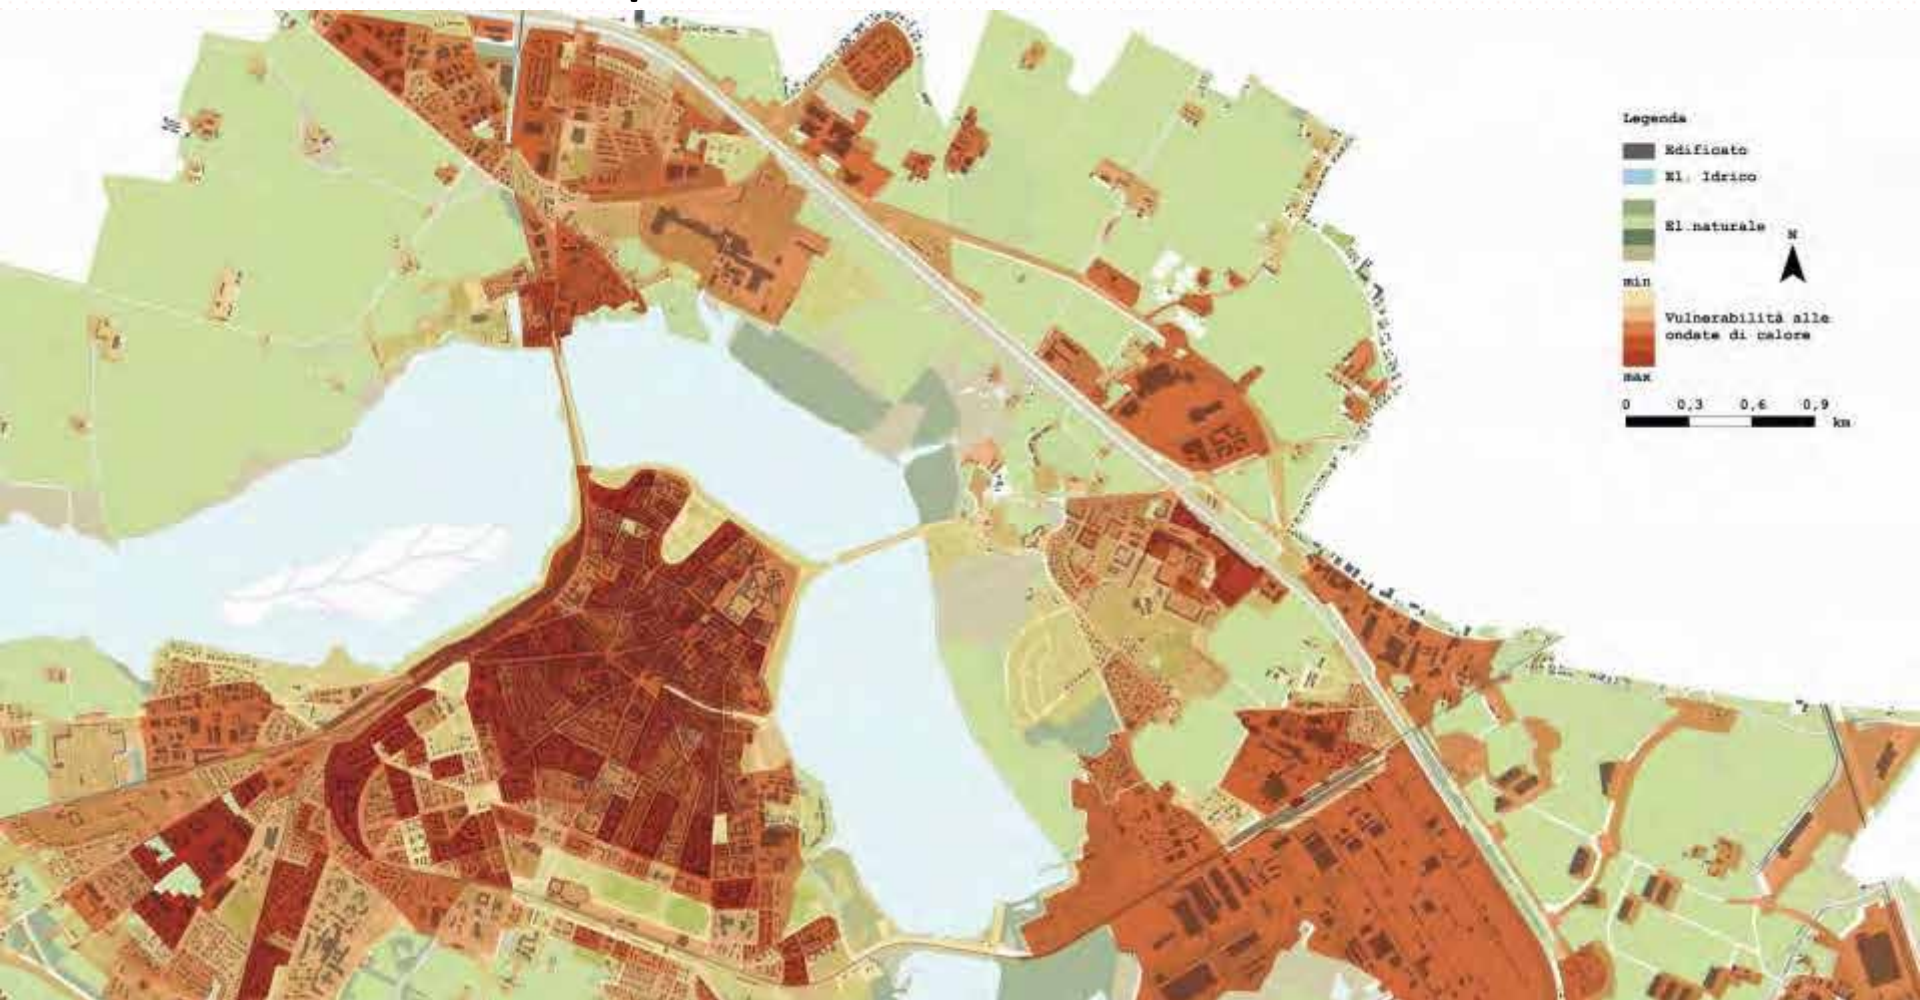 Legenda
Edificato
El. Idrico
El.naturale
N
min
Vulnerabilità alle
ondate di calore
max
0 0,3 0,6 0,9
km